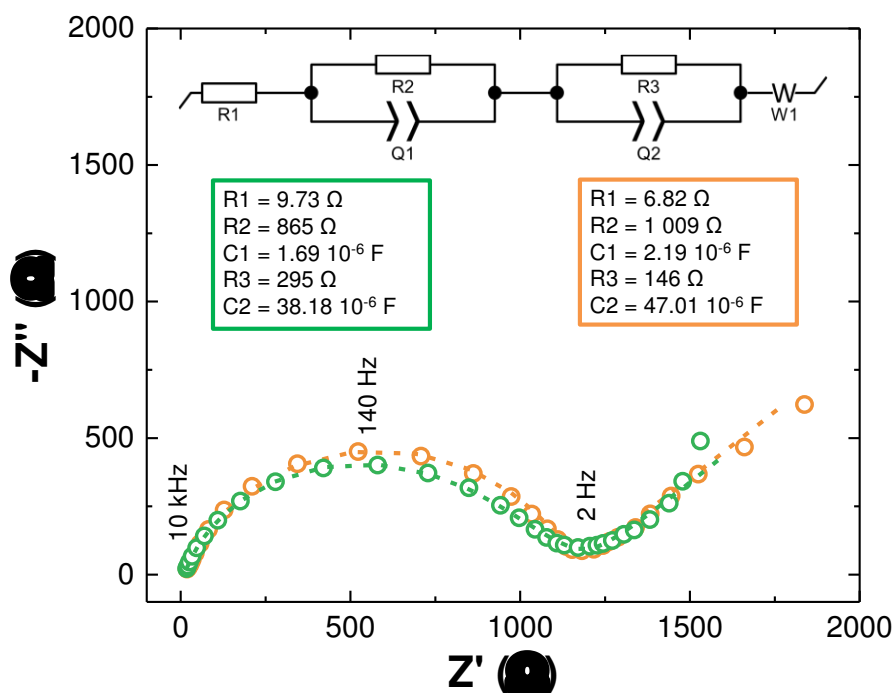 2000
1500
1000
500
0
-Z''
R1
R2
Q1
R3
Q2
W1
R1 = 9.73 Ω
R2 = 865 Ω
C1 = 1.69 10⁻⁶ F
R3 = 295 Ω
C2 = 38.18 10⁻⁶ F
R1 = 6.82 Ω
R2 = 1 009 Ω
C1 = 2.19 10⁻⁶ F
R3 = 146 Ω
C2 = 47.01 10⁻⁶ F
10 kHz
140 Hz
2 Hz
0
500
1000
1500
2000
Z'